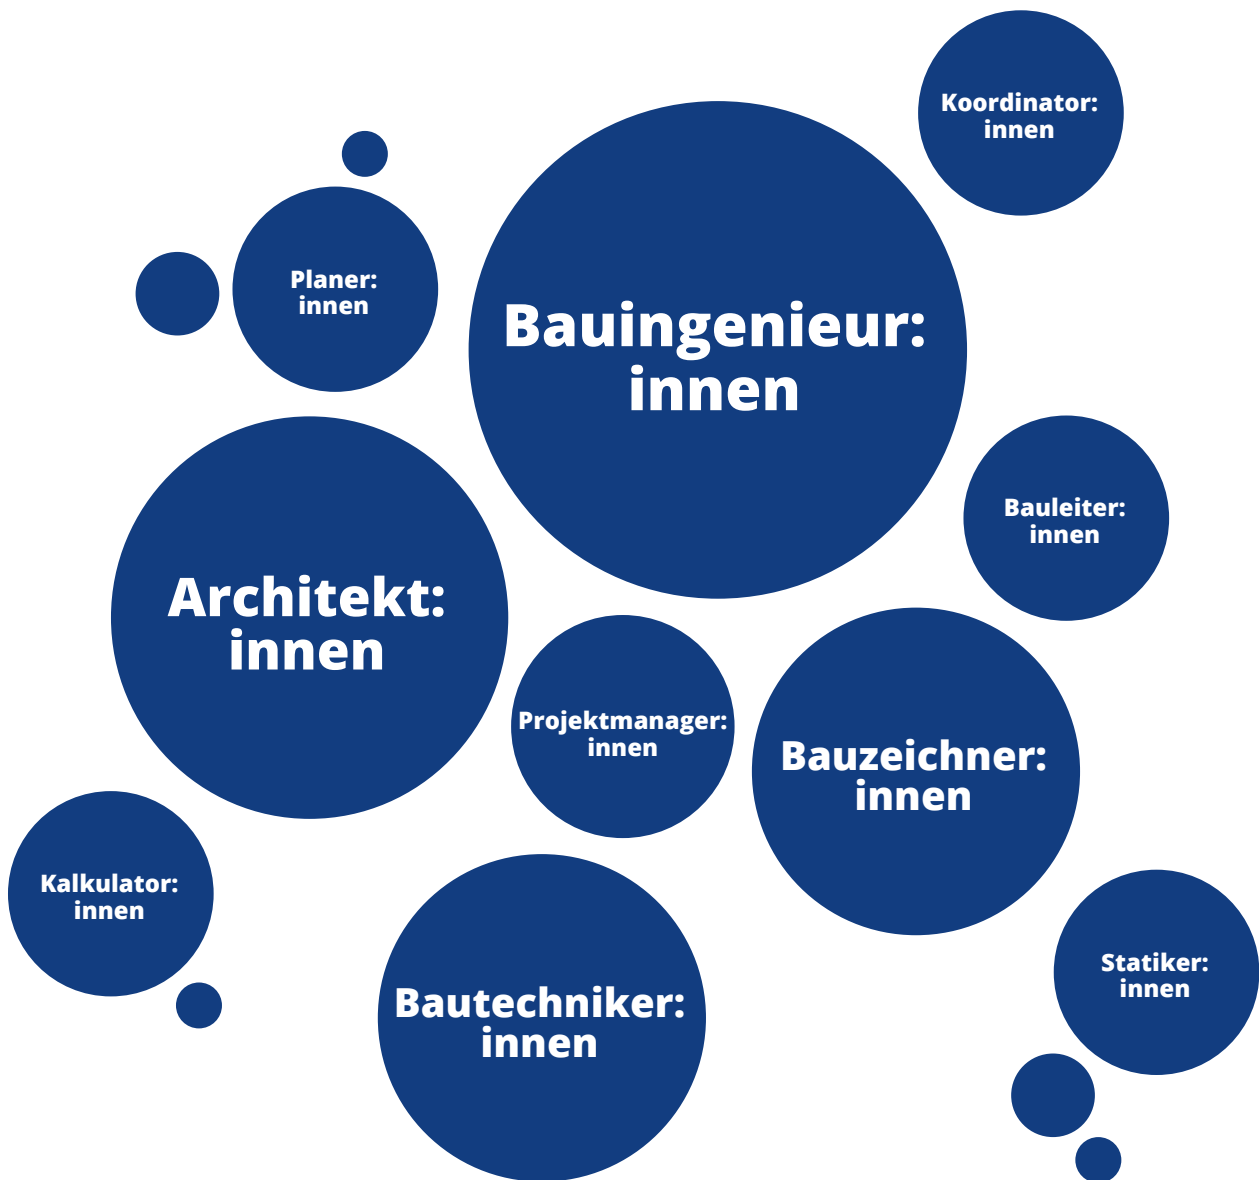 Koordinator:
innen
Planer:
innen
Bauingenieur:
innen
Bauleiter:
innen
Architekt:
innen
Projektmanager:
innen
Bauzeichner:
innen
Kalkulator:
innen
Bautechniker:
innen
Statiker:
innen